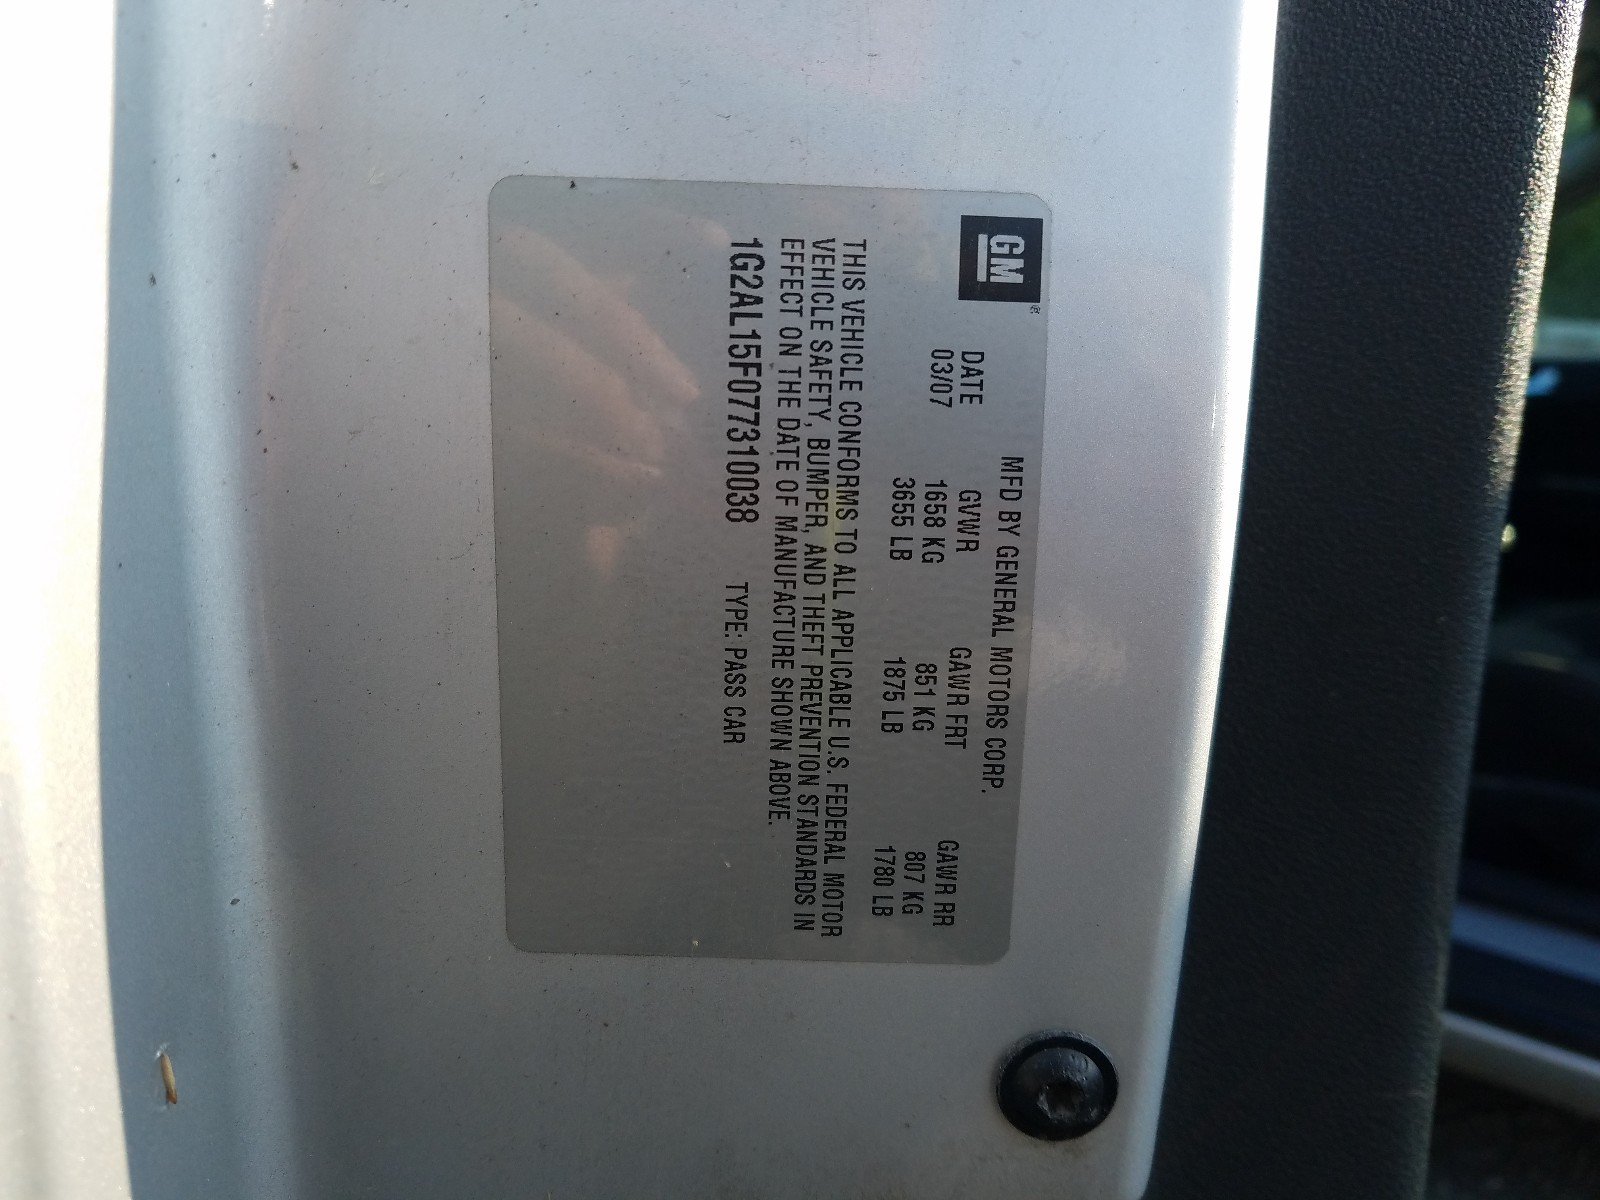 GM
®
MFD BY GENERAL MOTORS CORP.
DATE GVWR GAWR FRT GAWR RR
03/07 1658 KG 851 KG 807 KG
3655 LB 1875 LB 1780 LB
THIS VEHICLE CONFORMS TO ALL APPLICABLE U.S. FEDERAL MOTOR
VEHICLE SAFETY, BUMPER, AND THEFT PREVENTION STANDARDS IN
EFFECT ON THE DATE OF MANUFACTURE SHOWN ABOVE.
1G2AL15F077310038 TYPE: PASS CAR